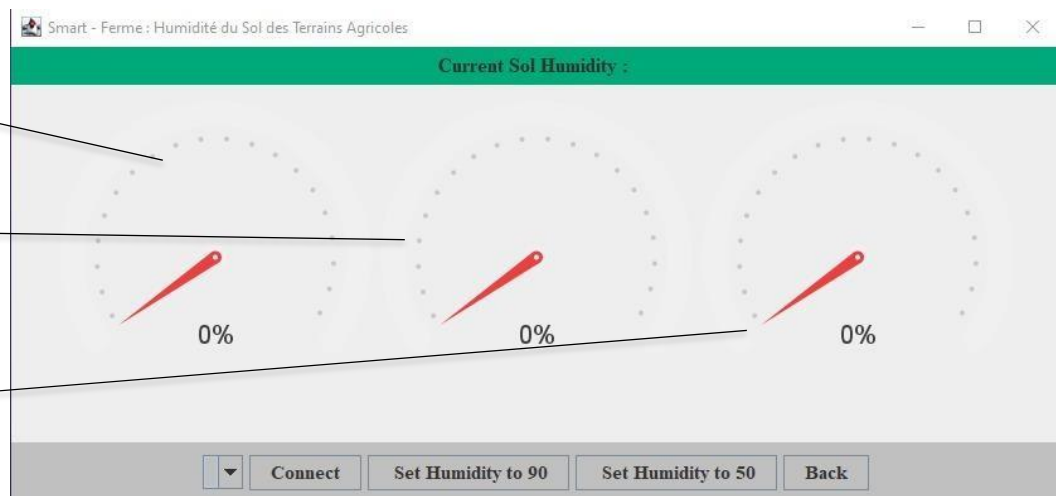 Smart - Ferme : Humidité du Sol des Terrains Agricoles
Current Sol Humidity :
0% 0% 0%
Connect Set Humidity to 90 Set Humidity to 50 Back